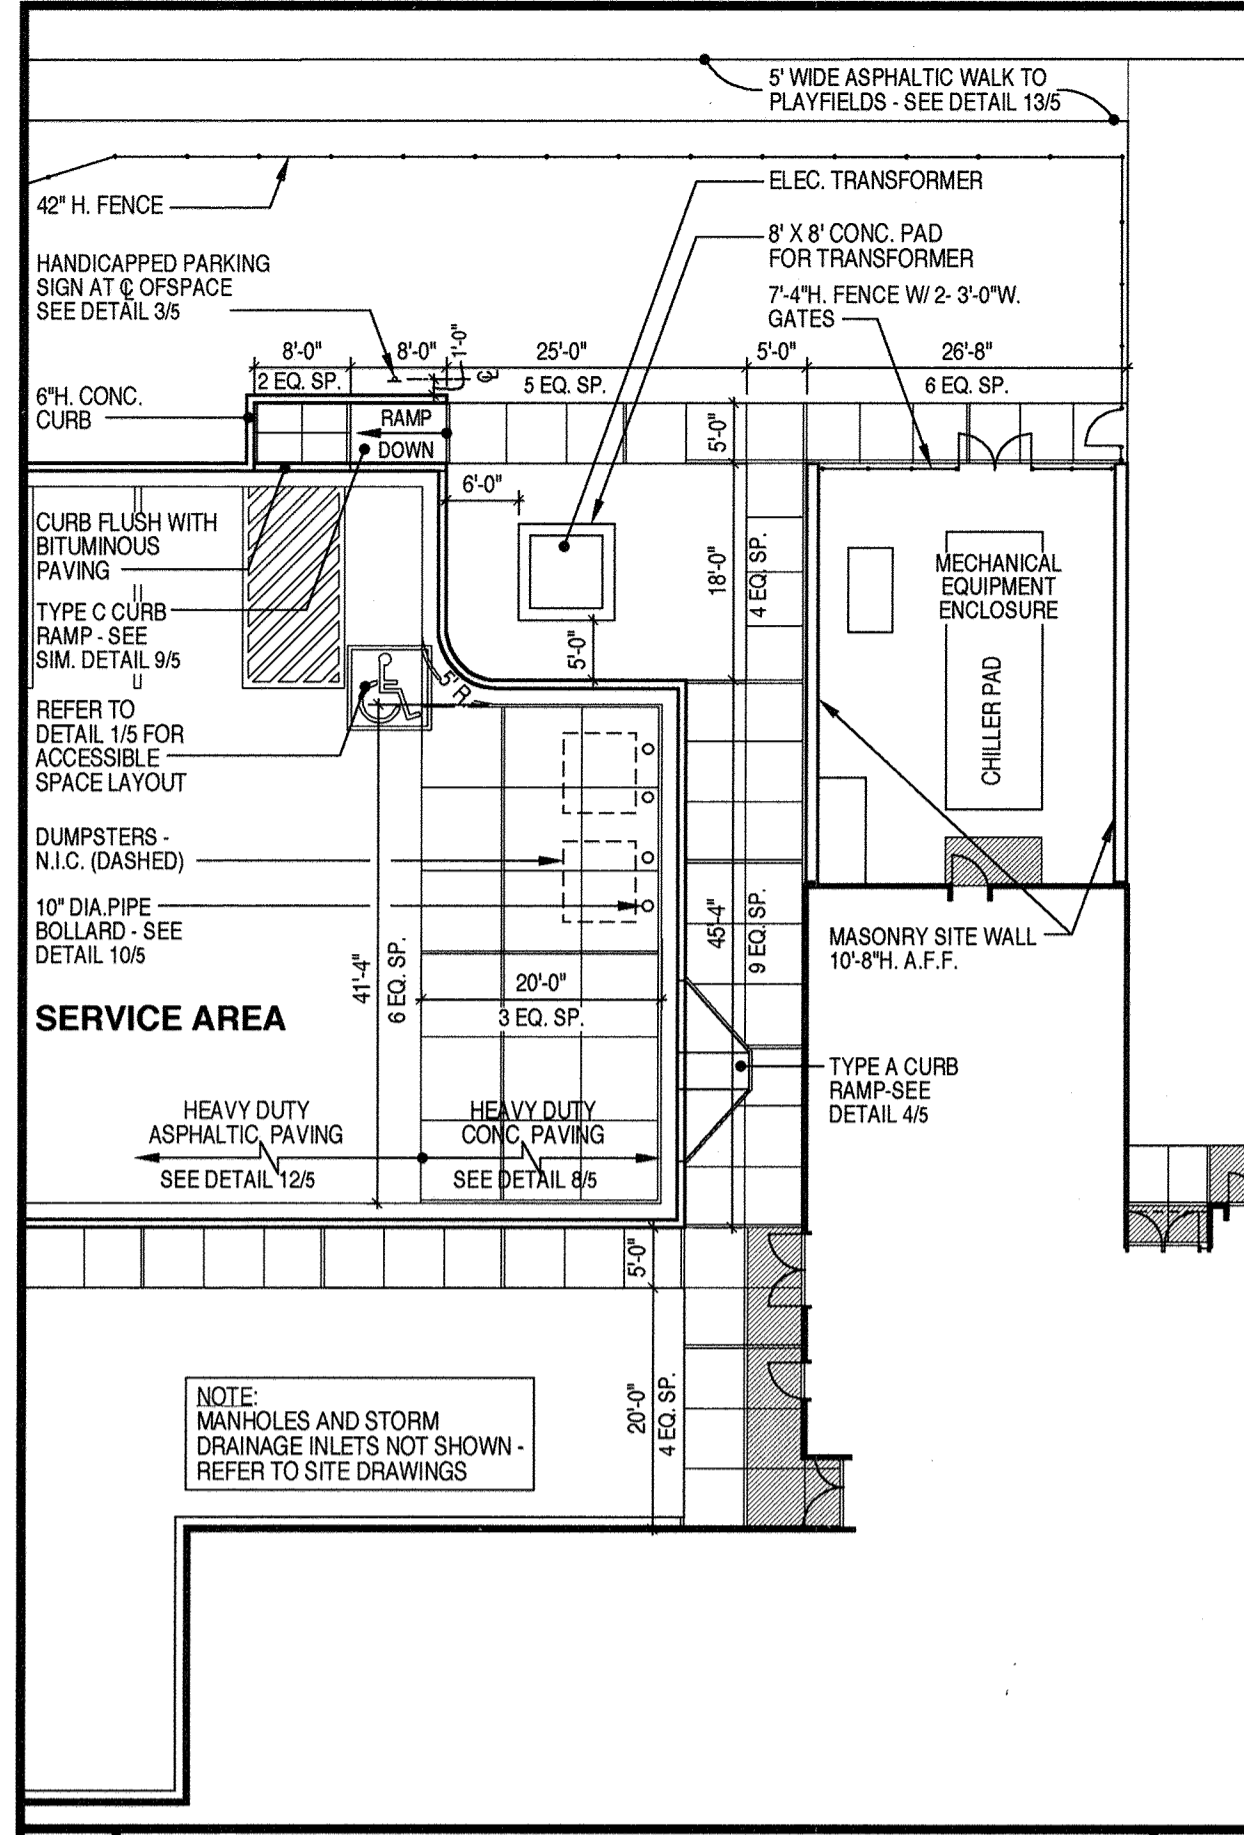 5' WIDE ASPHALTIC WALK TO
PLAYFIELDS - SEE DETAIL 13/5
ELEC. TRANSFORMER
42" H. FENCE
8' X 8' CONC. PAD
FOR TRANSFORMER
HANDICAPPED PARKING
SIGN AT ℄ OFSPACE
SEE DETAIL 3/5
7'-4"H. FENCE W/ 2- 3'-0"W.
GATES
8'-0"
8'-0"
1'-0"
℄
25'-0"
5'-0"
26'-8"
2 EQ. SP.
5 EQ. SP.
6 EQ. SP.
6"H. CONC.
CURB
RAMP
DOWN
5'-0"
6'-0"
CURB FLUSH WITH
BITUMINOUS
PAVING
18'-0"
4 EQ. SP.
MECHANICAL
EQUIPMENT
ENCLOSURE
TYPE C CURB
RAMP - SEE
SIM. DETAIL 9/5
5'-0"
5' R.
CHILLER PAD
REFER TO
DETAIL 1/5 FOR
ACCESSIBLE
SPACE LAYOUT
DUMPSTERS -
N.I.C. (DASHED)
10" DIA.PIPE
BOLLARD - SEE
DETAIL 10/5
45'-4"
9 EQ. SP.
MASONRY SITE WALL
10'-8"H. A.F.F.
41'-4"
6 EQ. SP.
20'-0"
3 EQ. SP.
SERVICE AREA
TYPE A CURB
RAMP-SEE
DETAIL 4/5
HEAVY DUTY
ASPHALTIC PAVING
SEE DETAIL 12/5
HEAVY DUTY
CONC. PAVING
SEE DETAIL 8/5
5'-0"
20'-0"
4 EQ. SP.
NOTE:
MANHOLES AND STORM
DRAINAGE INLETS NOT SHOWN -
REFER TO SITE DRAWINGS